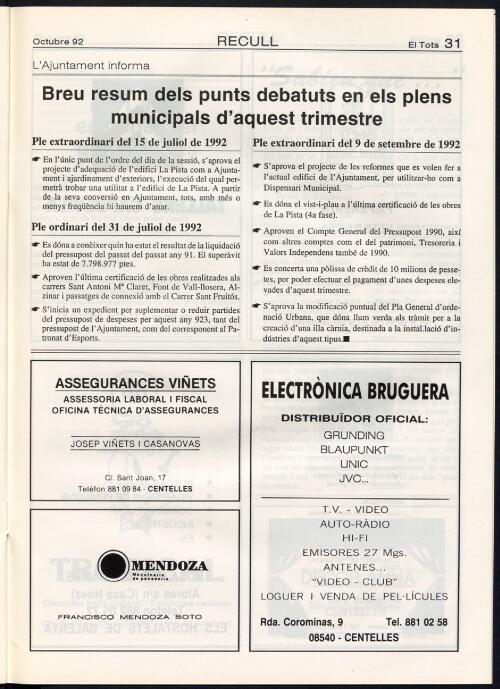 Octubre 92
RECULL
El Tots 31
L'Ajuntament informa
Breu resum dels punts debatuts en els plens
municipals d'aquest trimestre
Ple extraordinari del 15 de juliol de 1992
☛ En l'únic punt de l'ordre del dia de la sessió, s'aprova el
projecte d'adequació de l'edifici La Pista com a Ajunta-
ment i ajardinament d'exteriors, l'execució del qual per-
metrà trobar una utilitat a l'edifici de La Pista. A partir
de la seva conversió en Ajuntament, tots, amb més o
menys freqüència hi haurem d'anar.
Ple ordinari del 31 de juliol de 1992
☛ Es dóna a conèixer quin ha estat el resultat de la liquidació
del pressupost del passat del passat any 91. El superàvit
ha estat de 7.798.977 ptes.
☛ Aproven l'última certificació de les obres realitzades als
carrers Sant Antoni Mª Claret, Font de Vall-llosera, Al-
zinar i passatges de connexió amb el Carrer Sant Fruitós.
☛ S'inicia un expedient per suplementar o reduir partides
del pressupost de despeses per aquest any 923, tant del
pressupost de l'Ajuntament, com del corresponent al Pa-
tronat d'Esports.
Ple extraordinari del 9 de setembre de 1992
☛ S'aprova el projecte de les reformes que es volen fer a
l'actual edifici de l'Ajuntament, per utilitzar-ho com a
Dispensari Municipal.
☛ Es dóna el vist-i-plau a l'última certificació de les obres
de La Pista (4a fase).
☛ Aproven el Compte General del Pressupost 1990, així
com altres comptes com el del patrimoni, Tresoreria i
Valors Independens també de 1990.
☛ Es concerta una pòlissa de crèdit de 10 milions de pesse-
tes, per poder efectuar el pagament d'unes despeses ele-
vades d'aquest trimestre.
☛ S'aprova la modificació puntual del Pla General d'orde-
nació Urbana, que dóna llum verda als tràmit per a la
creació d'una illa càrnia, destinada a la instal.lació d'in-
dústries d'aquest tipus.■
ASSEGURANCES VIÑETS
ASSESSORIA LABORAL I FISCAL
OFICINA TÈCNICA D'ASSEGURANCES
JOSEP VIÑETS I CASANOVAS
C/. Sant Joan, 17
Telèfon 881 09 84 - CENTELLES
MENDOZA
Maquinaria
de panadería
FRANCISCO MENDOZA SOTO
ELECTRÒNICA BRUGUERA
DISTRIBUÏDOR OFICIAL:
GRUNDING
BLAUPUNKT
UNIC
JVC...
T.V. - VIDEO
AUTO-RÀDIO
HI-FI
EMISORES 27 Mgs.
ANTENES...
"VIDEO - CLUB"
LOGUER I VENDA DE PEL·LÍCULES
Rda. Corominas, 9 Tel. 881 02 58
08540 - CENTELLES